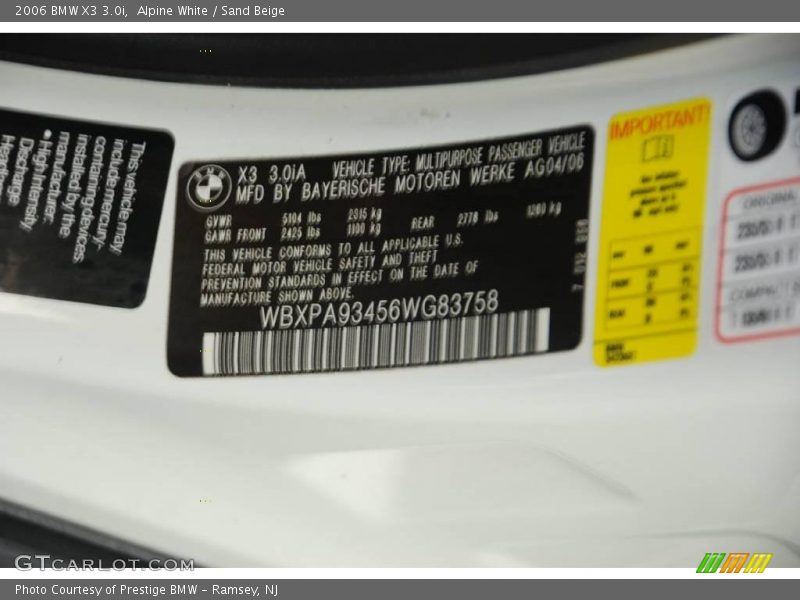 2006 BMW X3 3.0i, Alpine White / Sand Beige
This vehicle may
include mercury-
containing devices
installed by the
manufacturer:
• High Intensity
Discharge
X3 3.0iA VEHICLE TYPE: MULTIPURPOSE PASSENGER VEHICLE
MFD BY BAYERISCHE MOTOREN WERKE AG 04/06
GVWR 5104 lbs 2315 kg
GAWR FRONT 2425 lbs 1100 kg REAR 2778 lbs 1260 kg
THIS VEHICLE CONFORMS TO ALL APPLICABLE U.S.
FEDERAL MOTOR VEHICLE SAFETY AND THEFT
PREVENTION STANDARDS IN EFFECT ON THE DATE OF
MANUFACTURE SHOWN ABOVE.
WBXPA93456WG83758
IMPORTANT!
ORIGINAL
GTCARLOT.COM
Photo Courtesy of Prestige BMW - Ramsey, NJ